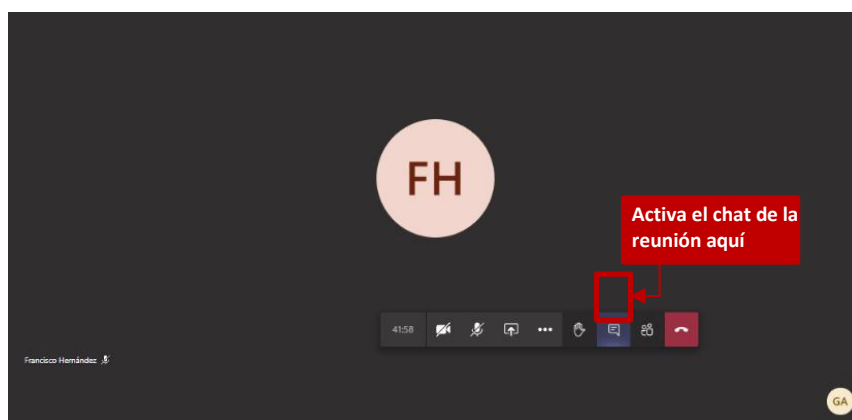 FH
Activa el chat de la
reunión aquí
41:58
Francisco Hernández
GA